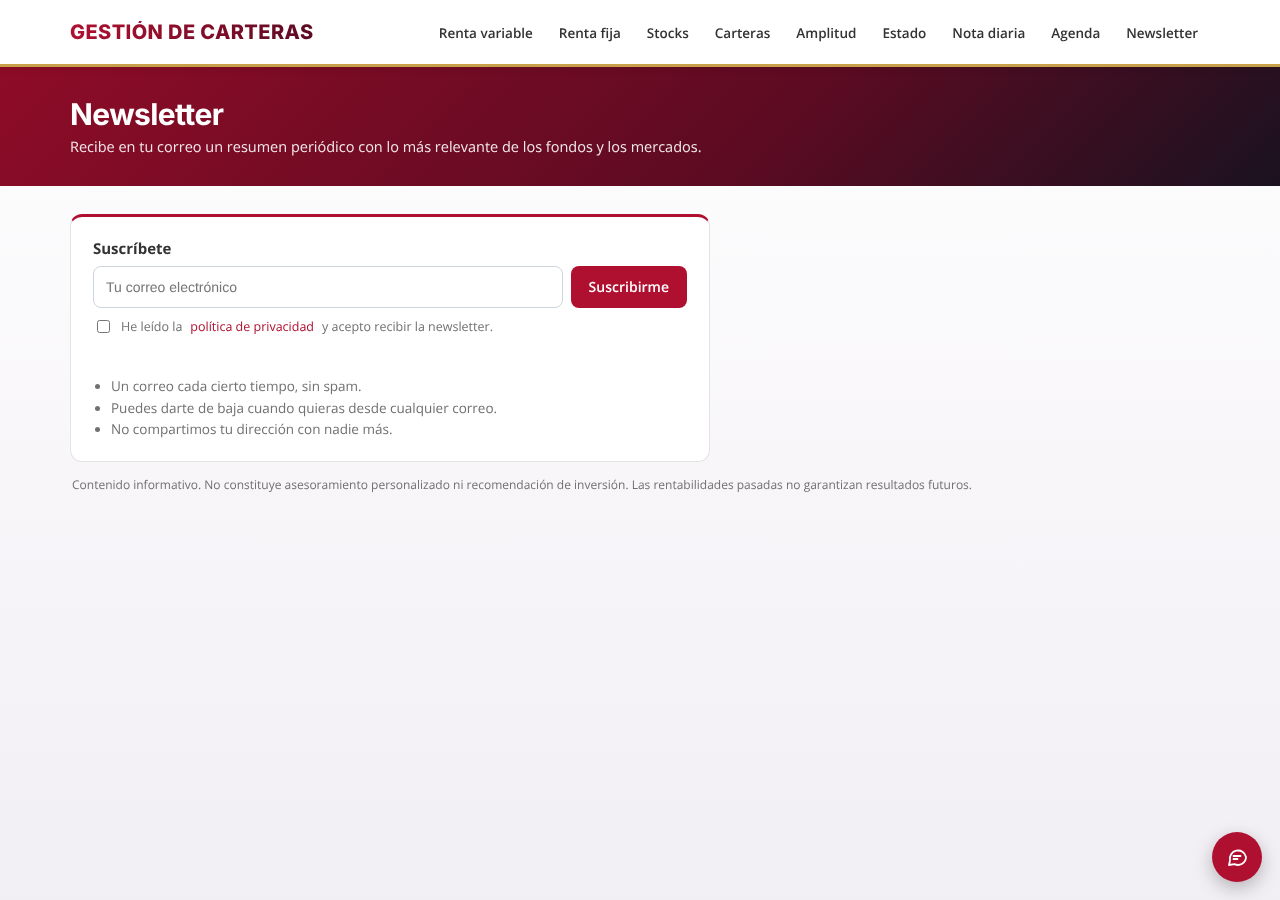 GESTIÓN DE CARTERAS
Renta variable Renta fija Stocks Carteras Amplitud Estado Nota diaria Agenda Newsletter
Newsletter
Recibe en tu correo un resumen periódico con lo más relevante de los fondos y los mercados.
Suscríbete
Tu correo electrónico
Suscribirme
He leído la política de privacidad y acepto recibir la newsletter.
Un correo cada cierto tiempo, sin spam.
Puedes darte de baja cuando quieras desde cualquier correo.
No compartimos tu dirección con nadie más.
Contenido informativo. No constituye asesoramiento personalizado ni recomendación de inversión. Las rentabilidades pasadas no garantizan resultados futuros.